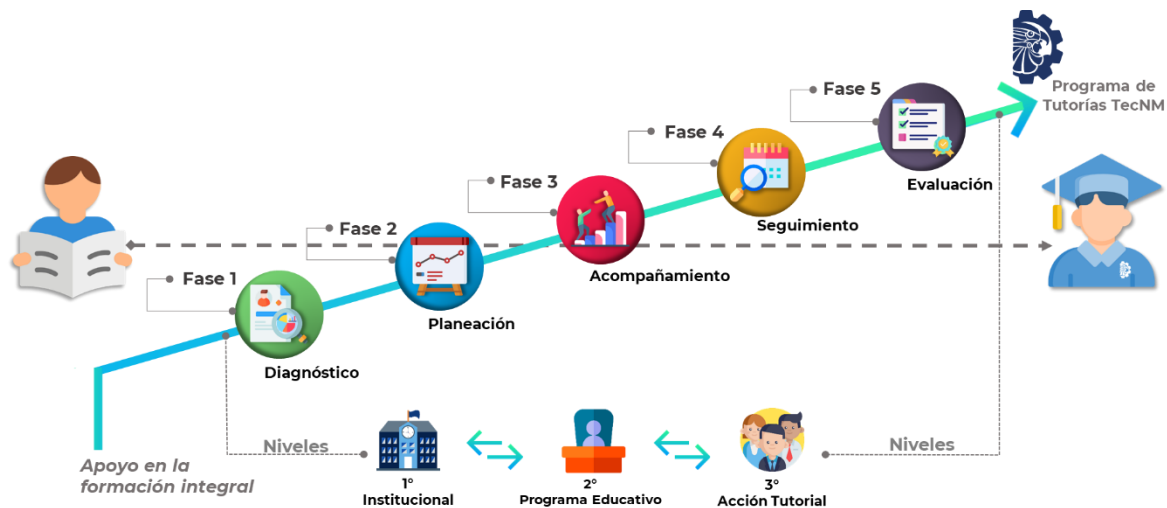 Programa de
Tutorías TecNM
Fase 5
Evaluación
Fase 4
Seguimiento
Fase 3
Acompañamiento
Fase 2
Planeación
Fase 1
Diagnóstico
Apoyo en la
formación integral
Niveles
1°
Institucional
2°
Programa Educativo
3°
Acción Tutorial
Niveles